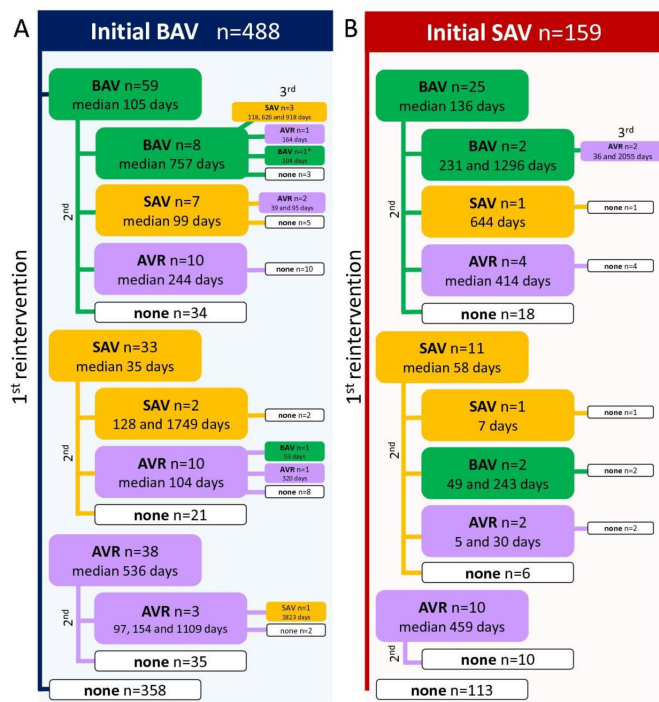 A
Initial BAV n=488
1st reintervention
BAV n=59
median 105 days
2nd
3rd
BAV n=8
median 757 days
SAV n=3
118, 626 and 918 days
AVR n=1
164 days
BAV n=1*
204 days
none n=3
SAV n=7
median 99 days
AVR n=2
39 and 95 days
none n=5
AVR n=10
median 244 days
none n=10
none n=34
SAV n=33
median 35 days
2nd
SAV n=2
128 and 1749 days
none n=2
AVR n=10
median 104 days
BAV n=1
53 days
AVR n=1
320 days
none n=8
none n=21
AVR n=38
median 536 days
2nd
AVR n=3
97, 154 and 1109 days
SAV n=1
1823 days
none n=2
none n=35
none n=358
B
Initial SAV n=159
1st reintervention
BAV n=25
median 136 days
2nd
3rd
BAV n=2
231 and 1296 days
AVR n=2
36 and 2055 days
SAV n=1
644 days
none n=1
AVR n=4
median 414 days
none n=4
none n=18
SAV n=11
median 58 days
2nd
SAV n=1
7 days
none n=1
BAV n=2
49 and 243 days
none n=2
AVR n=2
5 and 30 days
none n=2
none n=6
AVR n=10
median 459 days
2nd
none n=10
none n=113